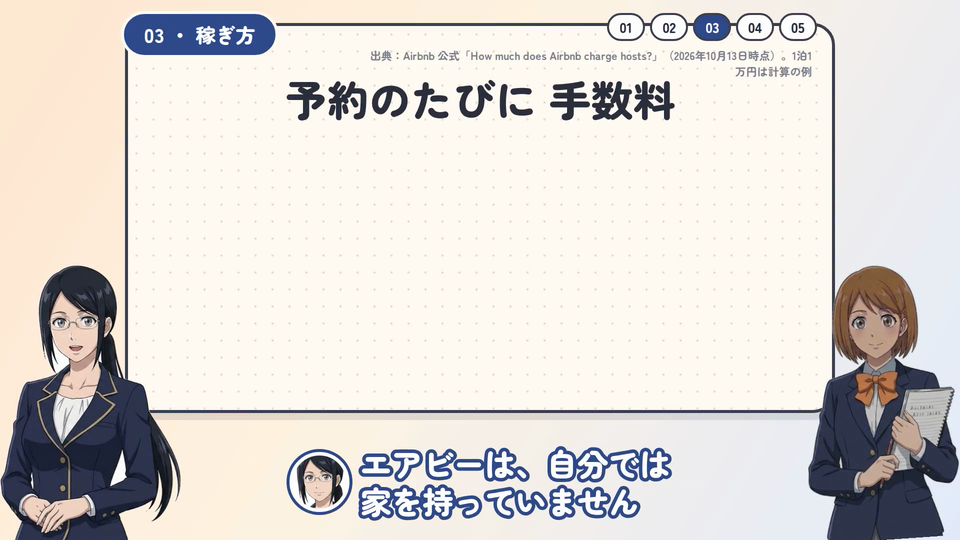 03 ・ 稼ぎ方
01 02 03 04 05
出典：Airbnb 公式「How much does Airbnb charge hosts?」（2026年10月13日時点）。1泊1
万円は計算の例
予約のたびに 手数料
エアビーは、自分では
家を持っていません